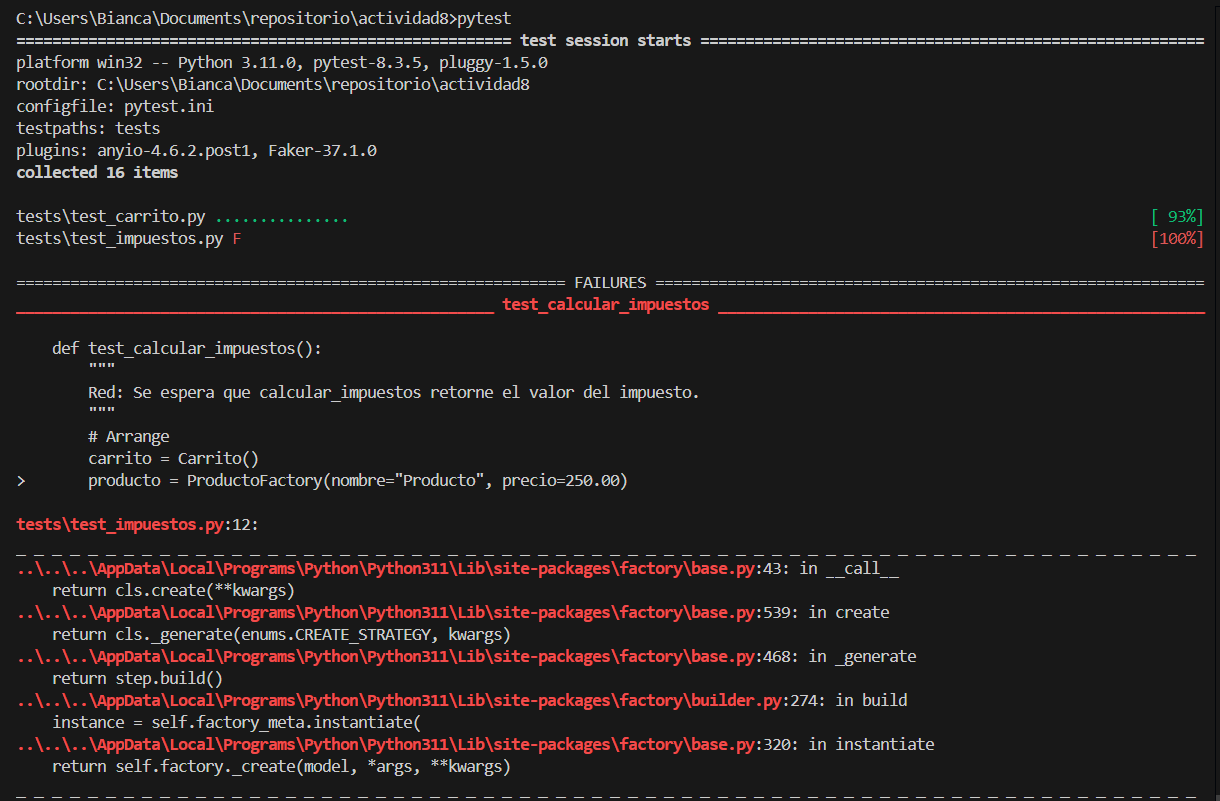 C:\Users\Bianca\Documents\repositorio\actividad8>pytest
======================================================= test session starts ========================================================
platform win32 -- Python 3.11.0, pytest-8.3.5, pluggy-1.5.0
rootdir: C:\Users\Bianca\Documents\repositorio\actividad8
configfile: pytest.ini
testpaths: tests
plugins: anyio-4.6.2.post1, Faker-37.1.0
collected 16 items
tests\test_carrito.py ............... [ 93%]
tests\test_impuestos.py F [100%]
============================================================= FAILURES =============================================================
_____________________________________________________ test_calcular_impuestos ______________________________________________________
def test_calcular_impuestos():
"""
Red: Se espera que calcular_impuestos retorne el valor del impuesto.
"""
# Arrange
carrito = Carrito()
> producto = ProductoFactory(nombre="Producto", precio=250.00)
tests\test_impuestos.py:12:
_ _ _ _ _ _ _ _ _ _ _ _ _ _ _ _ _ _ _ _ _ _ _ _ _ _ _ _ _ _ _ _ _ _ _ _ _ _ _ _ _ _ _ _ _ _ _ _ _ _ _ _ _ _ _ _ _ _ _ _ _ _ _ _ _ _
..\..\..\AppData\Local\Programs\Python\Python311\Lib\site-packages\factory\base.py:43: in __call__
return cls.create(**kwargs)
..\..\..\AppData\Local\Programs\Python\Python311\Lib\site-packages\factory\base.py:539: in create
return cls._generate(enums.CREATE_STRATEGY, kwargs)
..\..\..\AppData\Local\Programs\Python\Python311\Lib\site-packages\factory\base.py:468: in _generate
return step.build()
..\..\..\AppData\Local\Programs\Python\Python311\Lib\site-packages\factory\builder.py:274: in build
instance = self.factory_meta.instantiate(
..\..\..\AppData\Local\Programs\Python\Python311\Lib\site-packages\factory\base.py:320: in instantiate
return self.factory._create(model, *args, **kwargs)
_ _ _ _ _ _ _ _ _ _ _ _ _ _ _ _ _ _ _ _ _ _ _ _ _ _ _ _ _ _ _ _ _ _ _ _ _ _ _ _ _ _ _ _ _ _ _ _ _ _ _ _ _ _ _ _ _ _ _ _ _ _ _ _ _ _